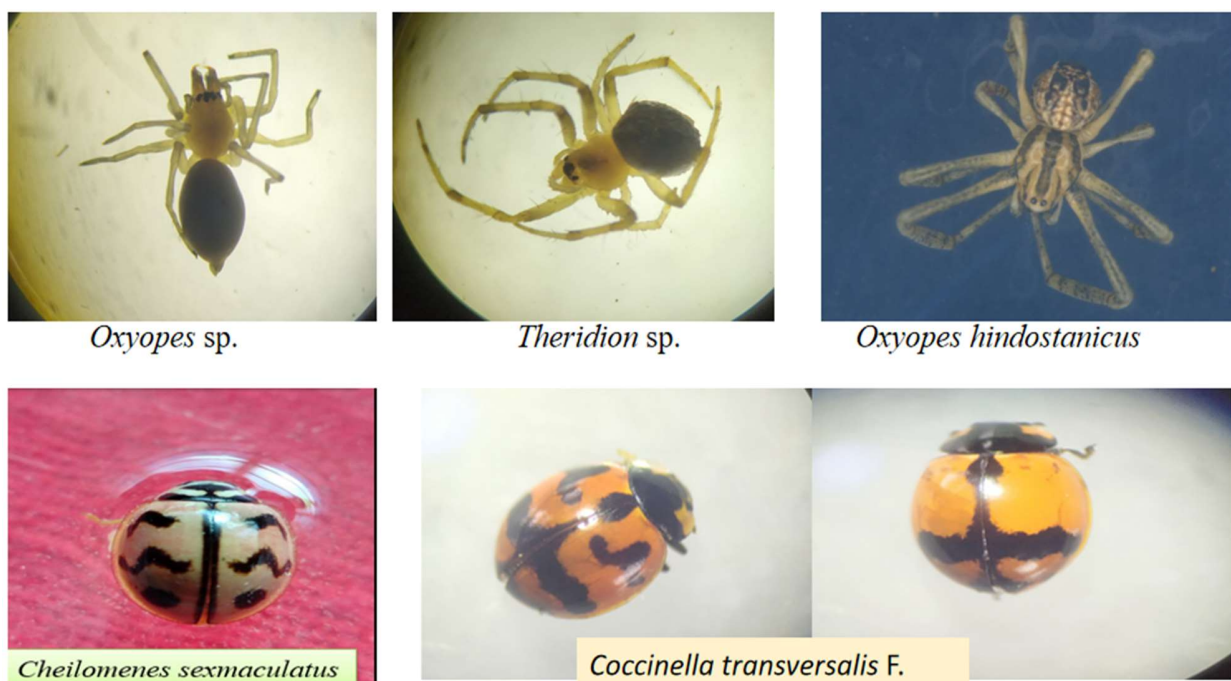 Oxyopes sp.
Theridion sp.
Oxyopes hindostanicus
Cheilomenes sexmaculatus
Coccinella transversalis F.